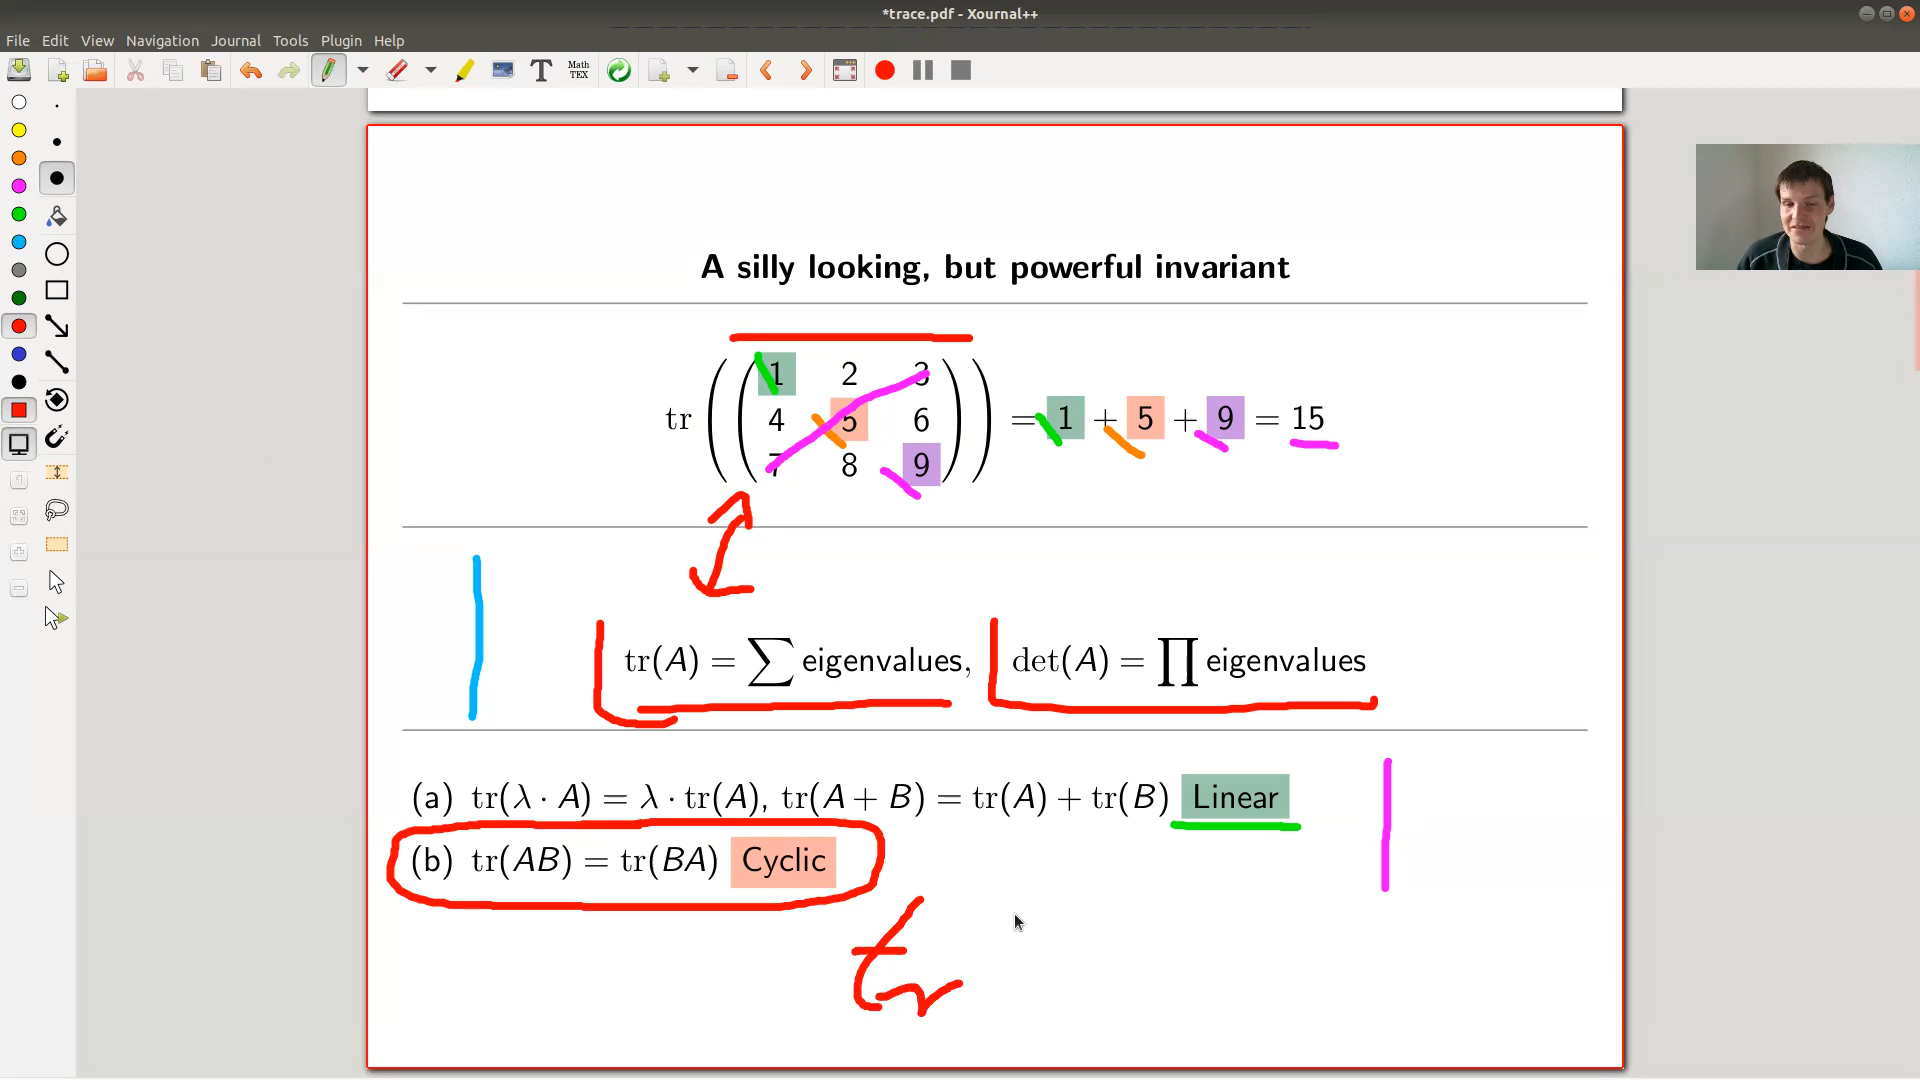 *trace.pdf - Xournal++
File Edit View Navigation Journal Tools Plugin Help
T Math TEX
A silly looking, but powerful invariant
tr ( ( 1 2 3
4 5 6
7 8 9 ) ) = 1 + 5 + 9 = 15
tr(A) = ∑ eigenvalues, det(A) = ∏ eigenvalues
(a) tr(λ · A) = λ · tr(A), tr(A + B) = tr(A) + tr(B) Linear
(b) tr(AB) = tr(BA) Cyclic
tr